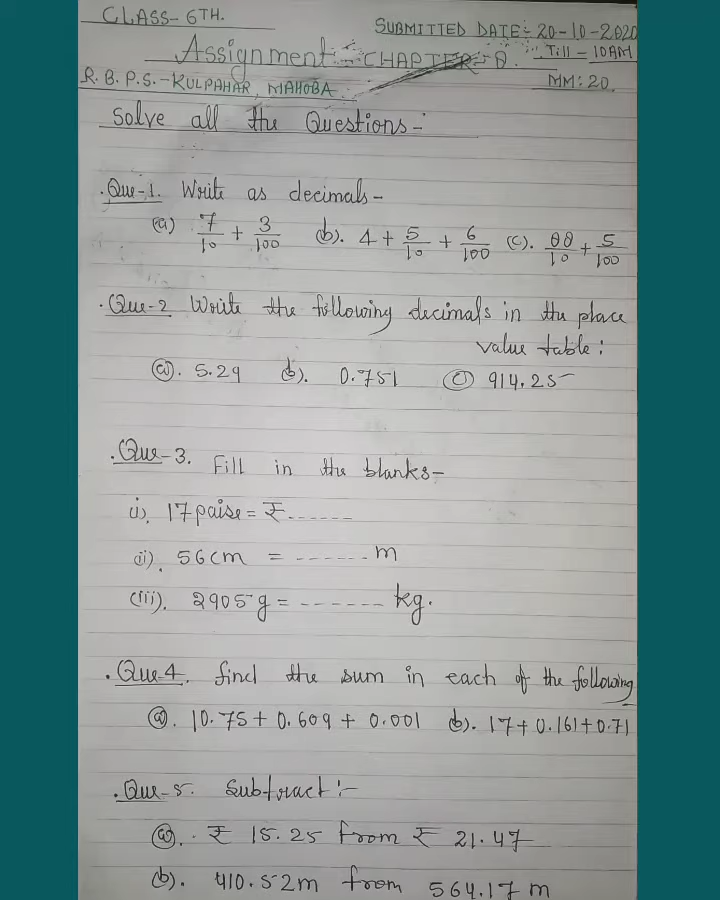 CLASS-6TH.
SUBMITTED DATE:- 20-10-2020
Assignment:- CHAPTER-8. Till-10AM
R.B.P.S.-KULPAHAR, MAHOBA MM:20.
Solve all the Questions-
Que-1. Write as decimals-
(a) 7/10 + 3/100 (b). 4 + 5/10 + 6/100 (c). 88/10 + 5/100
Que-2 Write the following decimals in the place
value table:
(a). 5.29 (b). 0.751 (c) 914.25
Que-3. Fill in the blanks-
(i). 17 paise = ₹ ------
(ii). 56cm = ------- m
(iii). 2905g = ------- kg.
Que-4. find the sum in each of the following
(a). 10.75 + 0.609 + 0.001 (b). 17 + 0.161 + 0.71
Que-5. Subtract:-
(a). ₹ 15.25 from ₹ 21.47
(b). 410.52m from 564.17 m